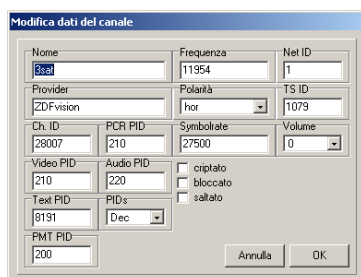 Modifica dati del canale
Nome Frequenza Net ID
3sat 11954 1
Provider Polarità TS ID
ZDFvision hor 1079
Ch. ID PCR PID Symbolrate Volume
28007 210 27500 0
Video PID Audio PID criptato
210 220 bloccato
Text PID PIDs saltato
8191 Dec
PMT PID
200 Annulla OK